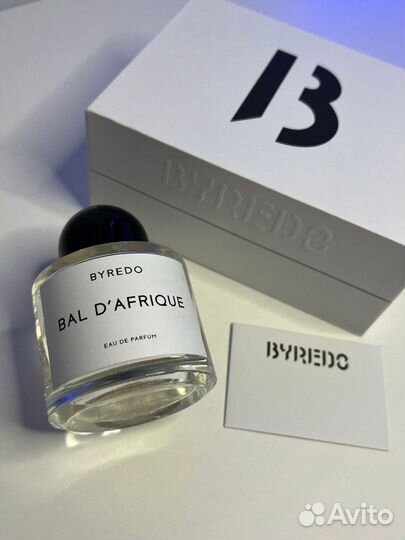 B
BYREDO
BYREDO
BAL D'AFRIQUE
EAU DE PARFUM
BYREDO
Avito